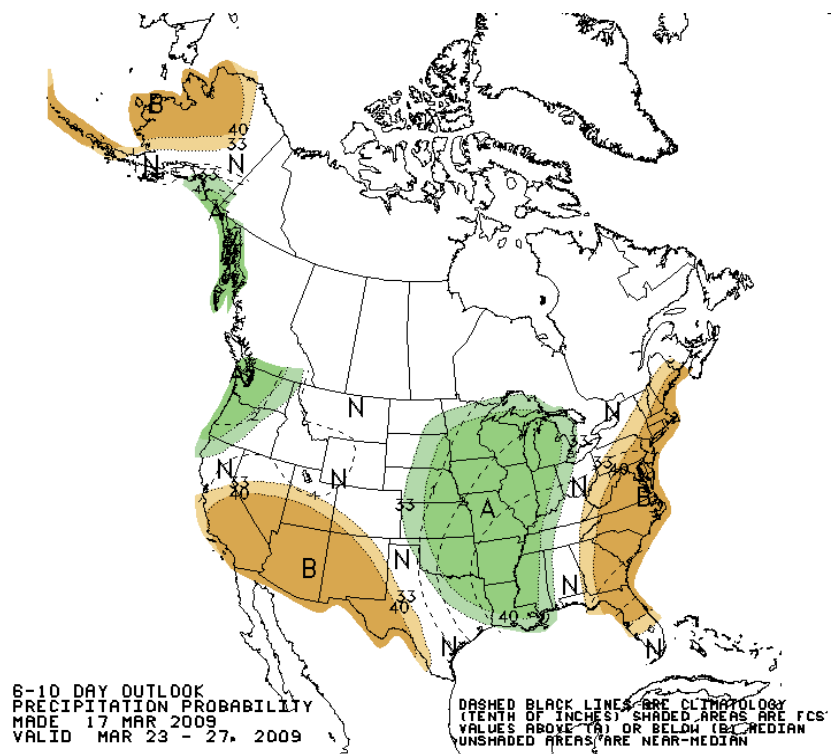 B
40
33
N
N
A
A
N
33
N
33
40
N
N
33
40
33
A
N
B
B
N
33
40
N
40
N
N
6-10 DAY OUTLOOK
PRECIPITATION PROBABILITY
MADE 17 MAR 2009
VALID MAR 23 - 27, 2009
DASHED BLACK LINES ARE CLIMATOLOGY
(TENTH OF INCHES) SHADED AREAS ARE FCST
VALUES ABOVE (A) OR BELOW (B) MEDIAN
UNSHADED AREAS ARE NEAR-MEDIAN